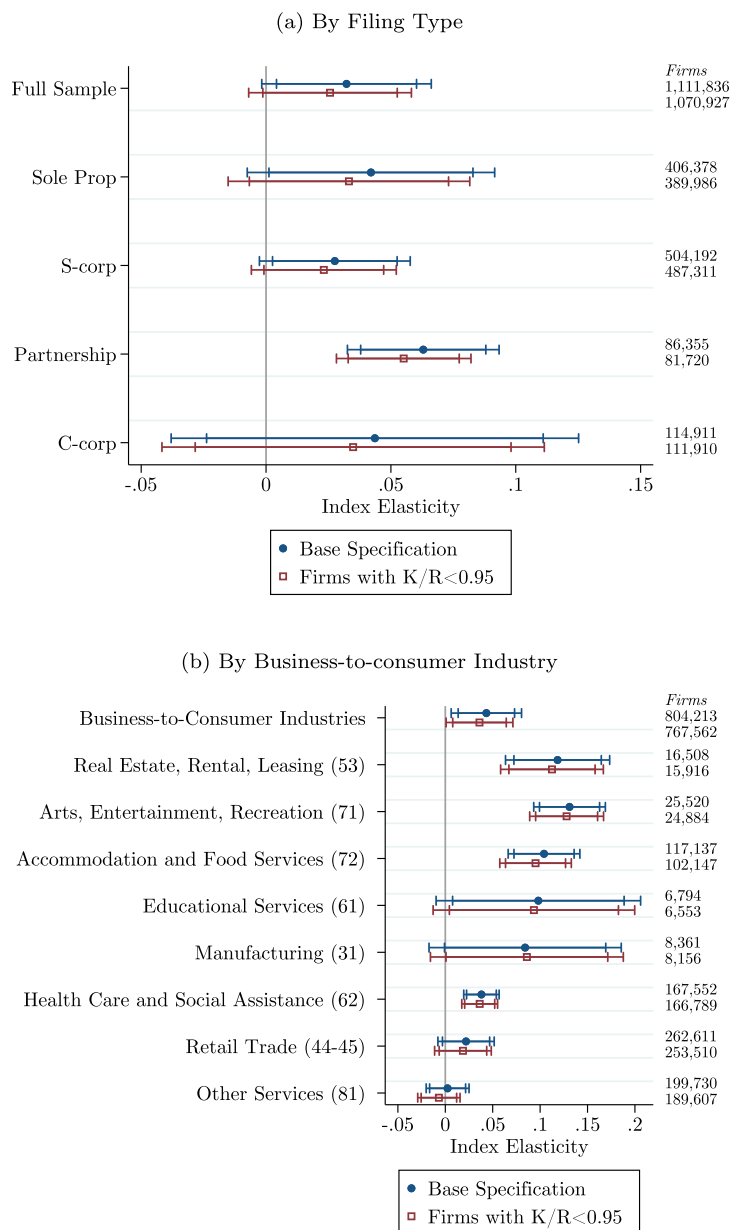 (a) By Filing Type
Firms
Full Sample
1,111,836
1,070,927
Sole Prop
406,378
389,986
S-corp
504,192
487,311
Partnership
86,355
81,720
C-corp
114,911
111,910
-.05 0 .05 .1 .15
Index Elasticity
Base Specification
Firms with K/R<0.95
(b) By Business-to-consumer Industry
Firms
Business-to-Consumer Industries
804,213
767,562
Real Estate, Rental, Leasing (53)
16,508
15,916
Arts, Entertainment, Recreation (71)
25,520
24,884
Accommodation and Food Services (72)
117,137
102,147
Educational Services (61)
6,794
6,553
Manufacturing (31)
8,361
8,156
Health Care and Social Assistance (62)
167,552
166,789
Retail Trade (44-45)
262,611
253,510
Other Services (81)
199,730
189,607
-.05 0 .05 .1 .15 .2
Index Elasticity
Base Specification
Firms with K/R<0.95